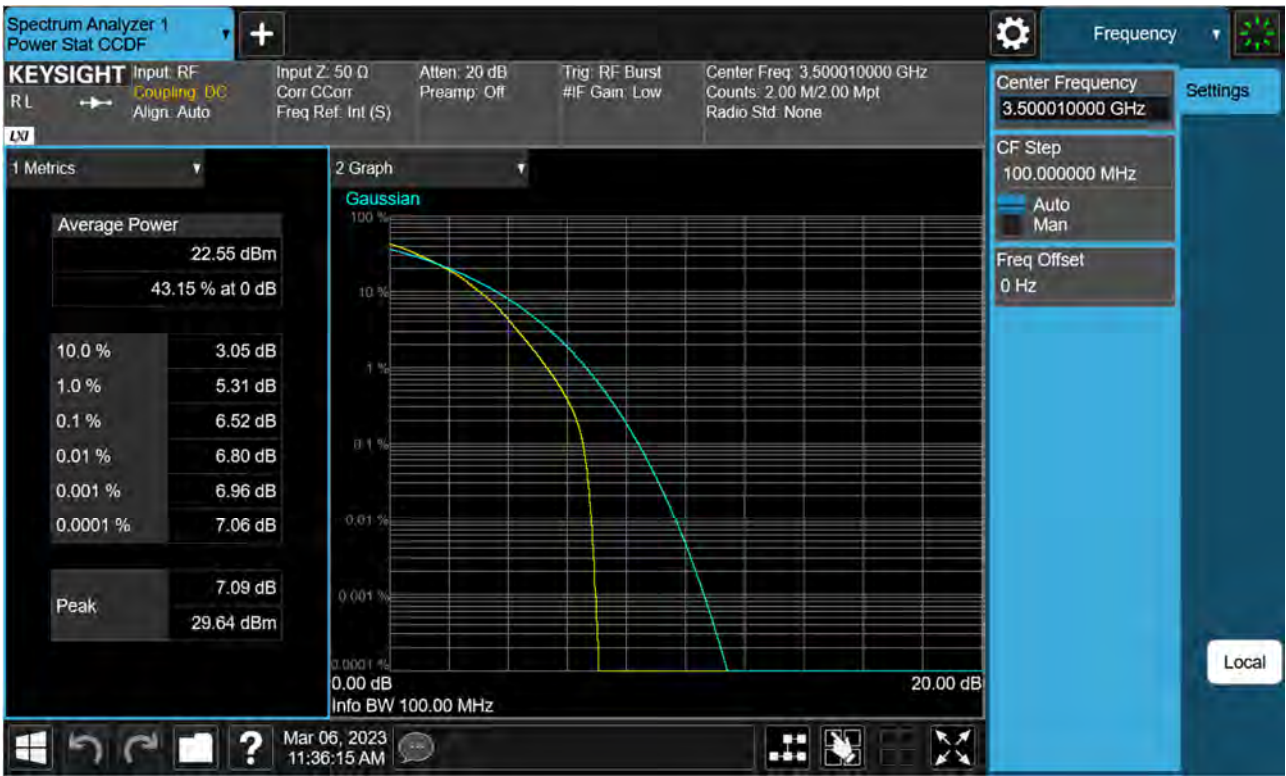 Spectrum Analyzer 1
Power Stat CCDF
+
Frequency
KEYSIGHT
R L
LXI
Input: RF
Coupling: DC
Align: Auto
Input Z: 50 Ω
Corr CCorr
Freq Ref: Int (S)
Atten: 20 dB
Preamp: Off
Trig: RF Burst
#IF Gain: Low
Center Freq: 3.500010000 GHz
Counts: 2.00 M/2.00 Mpt
Radio Std: None
Center Frequency
3.500010000 GHz
Settings
CF Step
100.000000 MHz
Auto
Man
Freq Offset
0 Hz
Local
1 Metrics
Average Power
22.55 dBm
43.15 % at 0 dB
10.0 % 3.05 dB
1.0 % 5.31 dB
0.1 % 6.52 dB
0.01 % 6.80 dB
0.001 % 6.96 dB
0.0001 % 7.06 dB
Peak
7.09 dB
29.64 dBm
2 Graph
Gaussian
100 %
10 %
1 %
0.1 %
0.01 %
0.001 %
0.0001 %
0.00 dB 20.00 dB
Info BW 100.00 MHz
?
Mar 06, 2023
11:36:15 AM